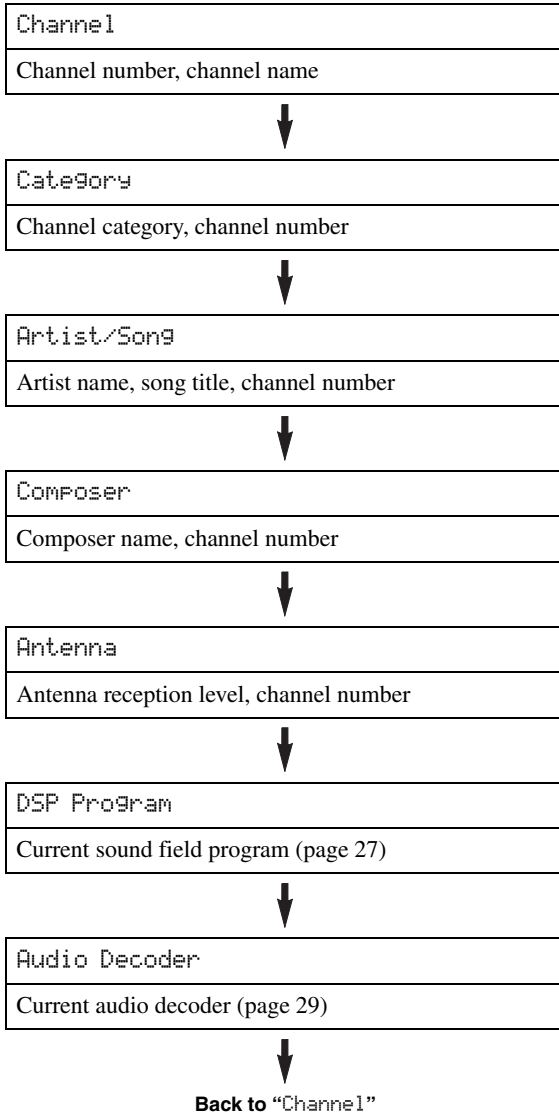 Channel
Channel number, channel name
Category
Channel category, channel number
Artist/Song
Artist name, song title, channel number
Composer
Composer name, channel number
Antenna
Antenna reception level, channel number
DSP Program
Current sound field program (page 27)
Audio Decoder
Current audio decoder (page 29)
Back to “Channel”